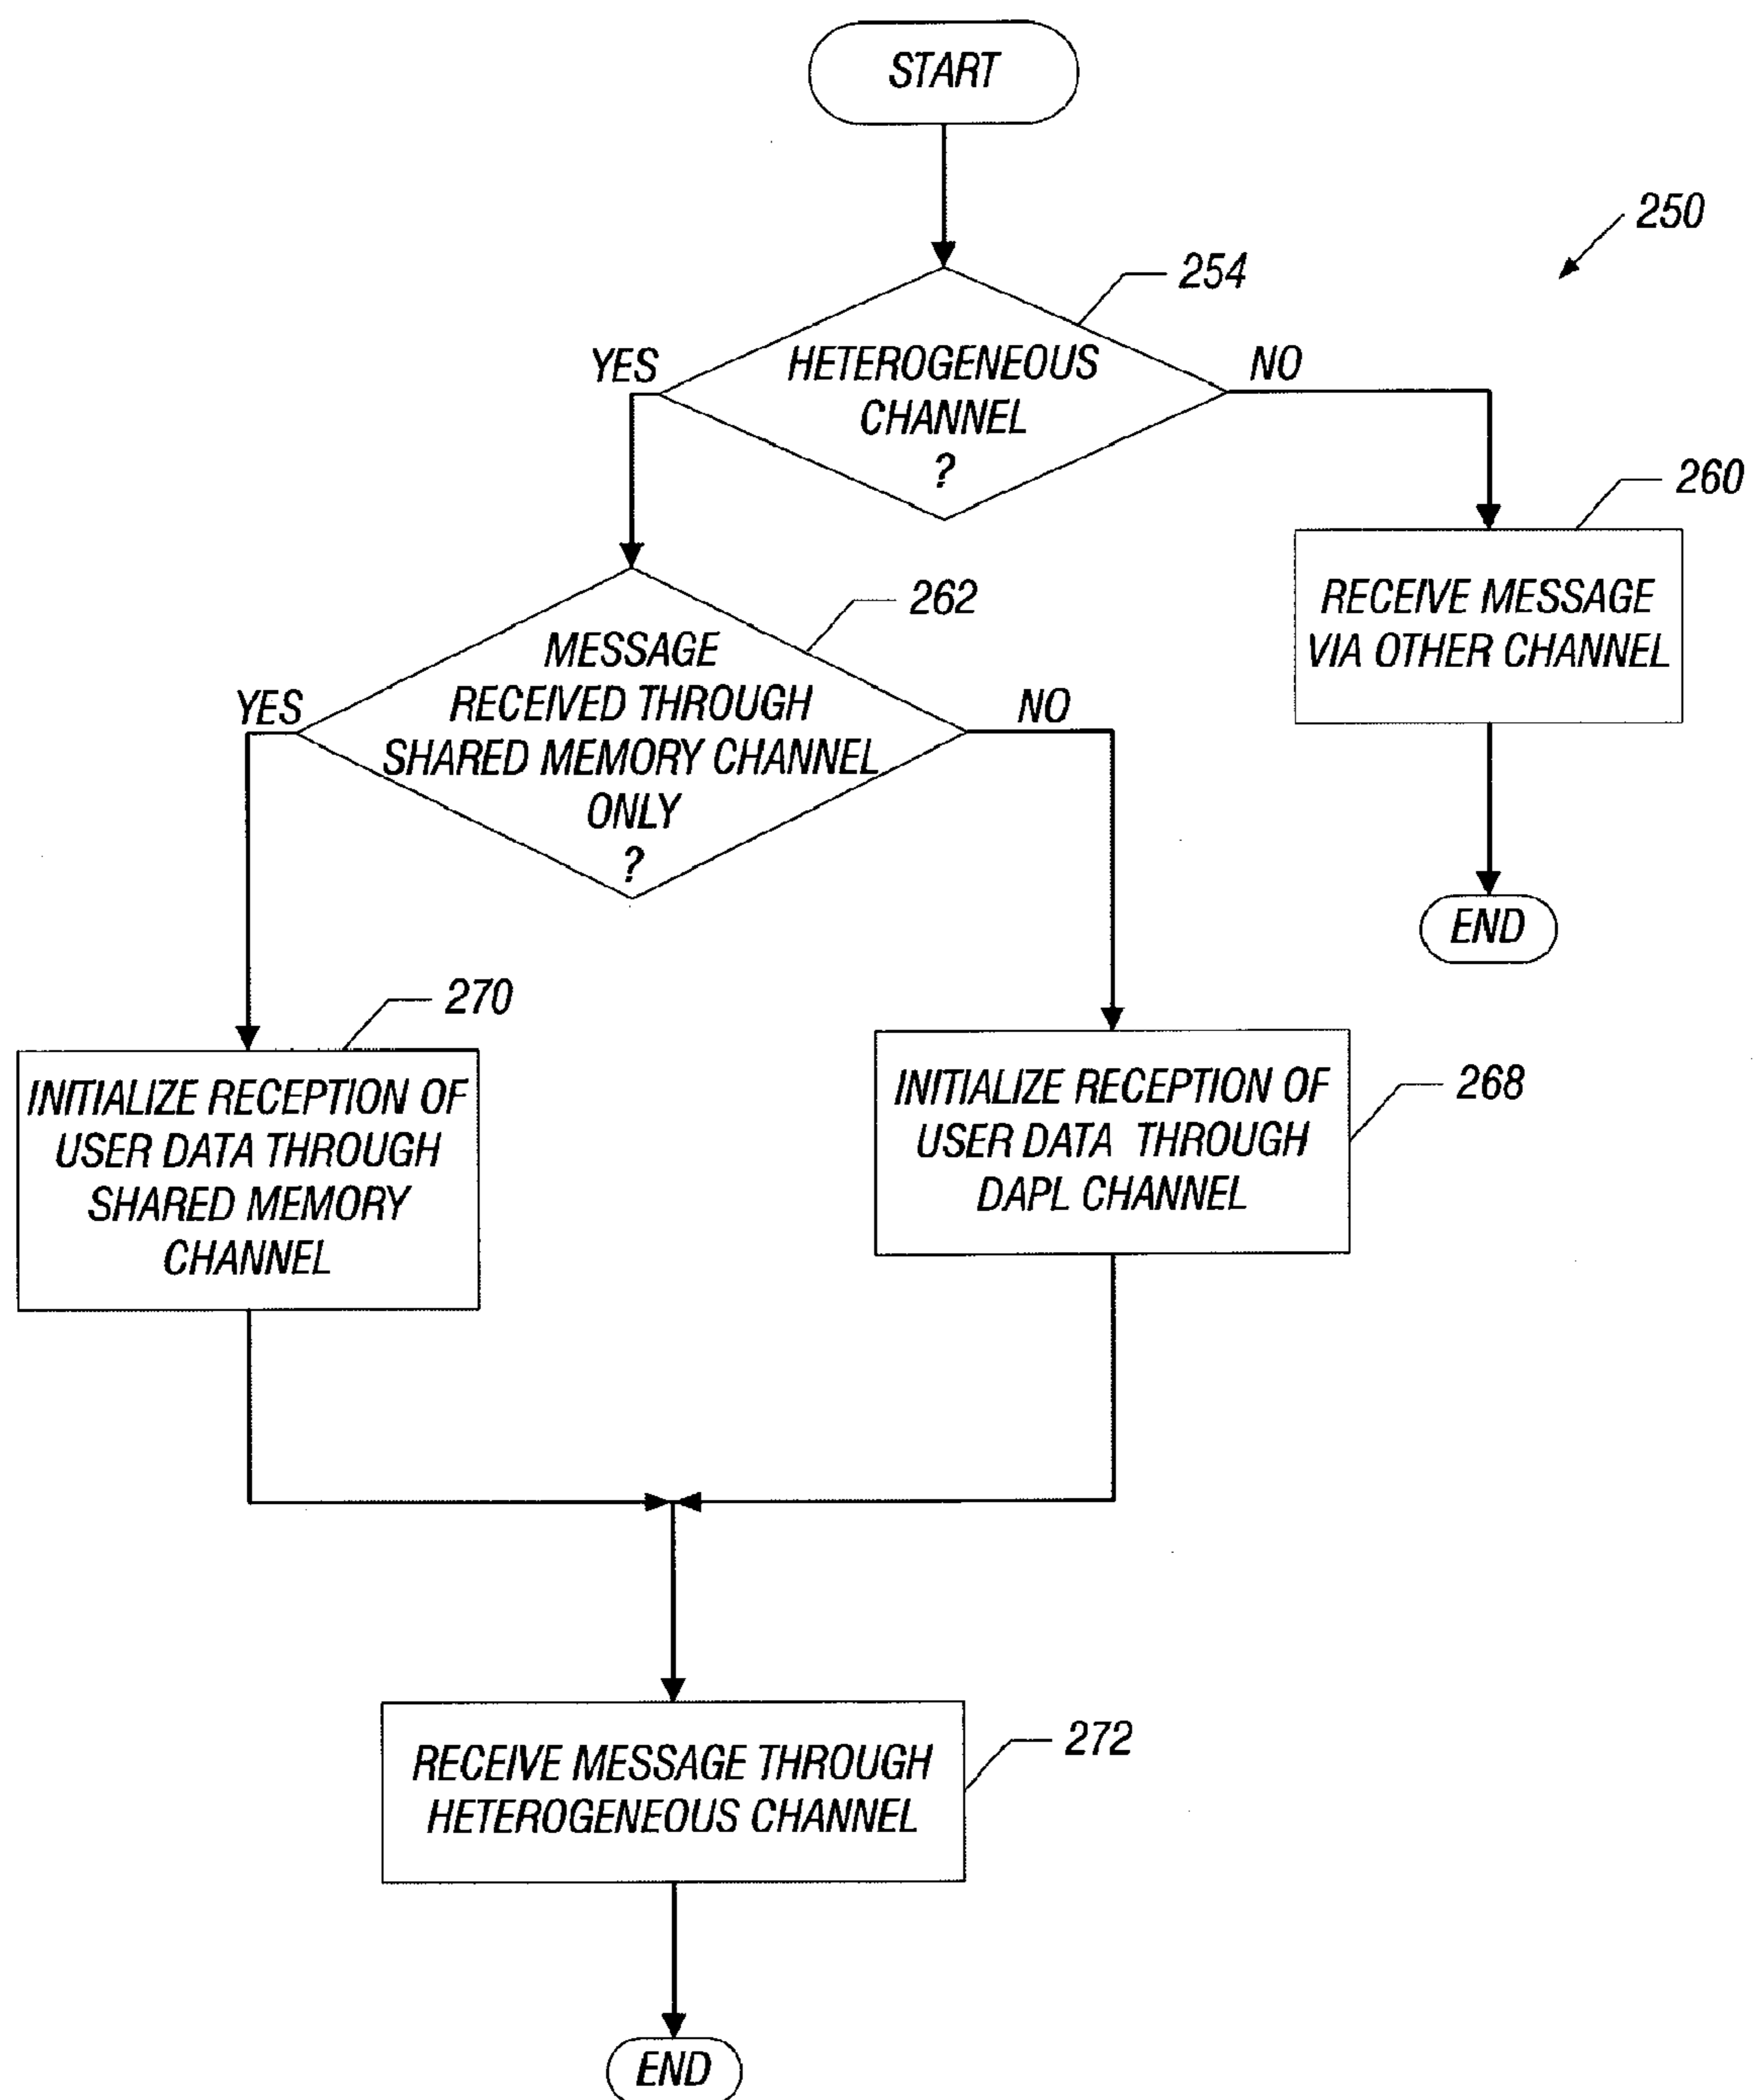 START
250
254
HETEROGENEOUS
CHANNEL
?
YES
NO
260
RECEIVE MESSAGE
VIA OTHER CHANNEL
END
262
MESSAGE
RECEIVED THROUGH
SHARED MEMORY CHANNEL
ONLY
?
YES
NO
270
INITIALIZE RECEPTION OF
USER DATA THROUGH
SHARED MEMORY
CHANNEL
268
INITIALIZE RECEPTION OF
USER DATA THROUGH
DAPL CHANNEL
272
RECEIVE MESSAGE THROUGH
HETEROGENEOUS CHANNEL
END